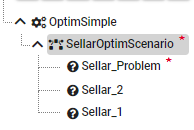 OptimSimple
SellarOptimScenario *
Sellar_Problem *
Sellar_2
Sellar_1